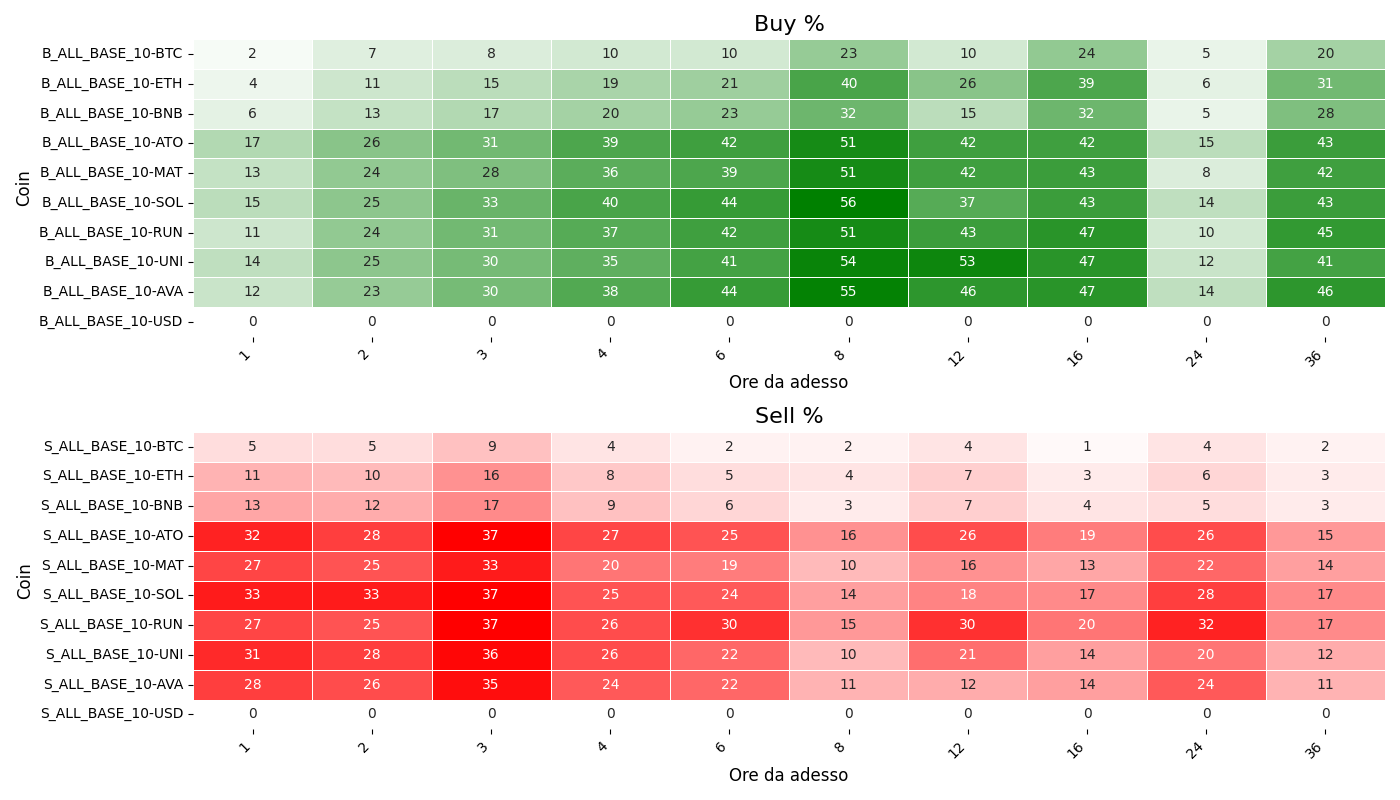 Buy %
Coin
B_ALL_BASE_10-BTC 2 7 8 10 10 23 10 24 5 20
B_ALL_BASE_10-ETH 4 11 15 19 21 40 26 39 6 31
B_ALL_BASE_10-BNB 6 13 17 20 23 32 15 32 5 28
B_ALL_BASE_10-ATO 17 26 31 39 42 51 42 42 15 43
B_ALL_BASE_10-MAT 13 24 28 36 39 51 42 43 8 42
B_ALL_BASE_10-SOL 15 25 33 40 44 56 37 43 14 43
B_ALL_BASE_10-RUN 11 24 31 37 42 51 43 47 10 45
B_ALL_BASE_10-UNI 14 25 30 35 41 54 53 47 12 41
B_ALL_BASE_10-AVA 12 23 30 38 44 55 46 47 14 46
B_ALL_BASE_10-USD 0 0 0 0 0 0 0 0 0 0
1 2 3 4 6 8 12 16 24 36
Ore da adesso
Sell %
Coin
S_ALL_BASE_10-BTC 5 5 9 4 2 2 4 1 4 2
S_ALL_BASE_10-ETH 11 10 16 8 5 4 7 3 6 3
S_ALL_BASE_10-BNB 13 12 17 9 6 3 7 4 5 3
S_ALL_BASE_10-ATO 32 28 37 27 25 16 26 19 26 15
S_ALL_BASE_10-MAT 27 25 33 20 19 10 16 13 22 14
S_ALL_BASE_10-SOL 33 33 37 25 24 14 18 17 28 17
S_ALL_BASE_10-RUN 27 25 37 26 30 15 30 20 32 17
S_ALL_BASE_10-UNI 31 28 36 26 22 10 21 14 20 12
S_ALL_BASE_10-AVA 28 26 35 24 22 11 12 14 24 11
S_ALL_BASE_10-USD 0 0 0 0 0 0 0 0 0 0
1 2 3 4 6 8 12 16 24 36
Ore da adesso